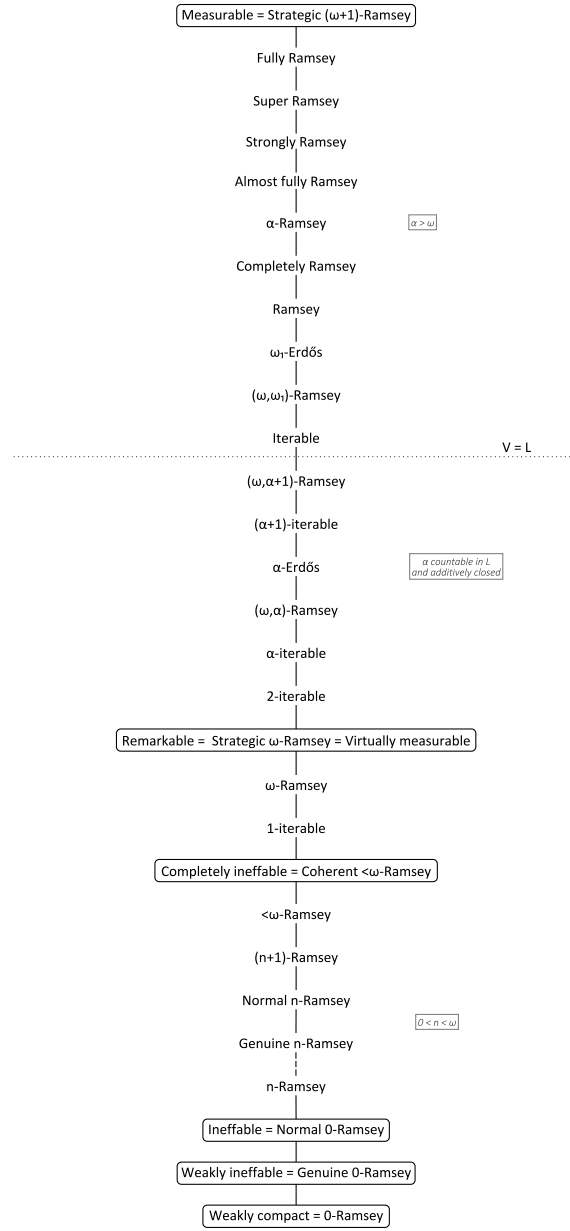 Measurable = Strategic (ω+1)-Ramsey
Fully Ramsey
Super Ramsey
Strongly Ramsey
Almost fully Ramsey
α-Ramsey
α > ω
Completely Ramsey
Ramsey
ω₁-Erdős
(ω,ω₁)-Ramsey
Iterable
V = L
(ω,α+1)-Ramsey
(α+1)-iterable
α-Erdős
α countable in L
and additively closed
(ω,α)-Ramsey
α-iterable
2-iterable
Remarkable = Strategic ω-Ramsey = Virtually measurable
ω-Ramsey
1-iterable
Completely ineffable = Coherent <ω-Ramsey
<ω-Ramsey
(n+1)-Ramsey
Normal n-Ramsey
0 < n < ω
Genuine n-Ramsey
n-Ramsey
Ineffable = Normal 0-Ramsey
Weakly ineffable = Genuine 0-Ramsey
Weakly compact = 0-Ramsey